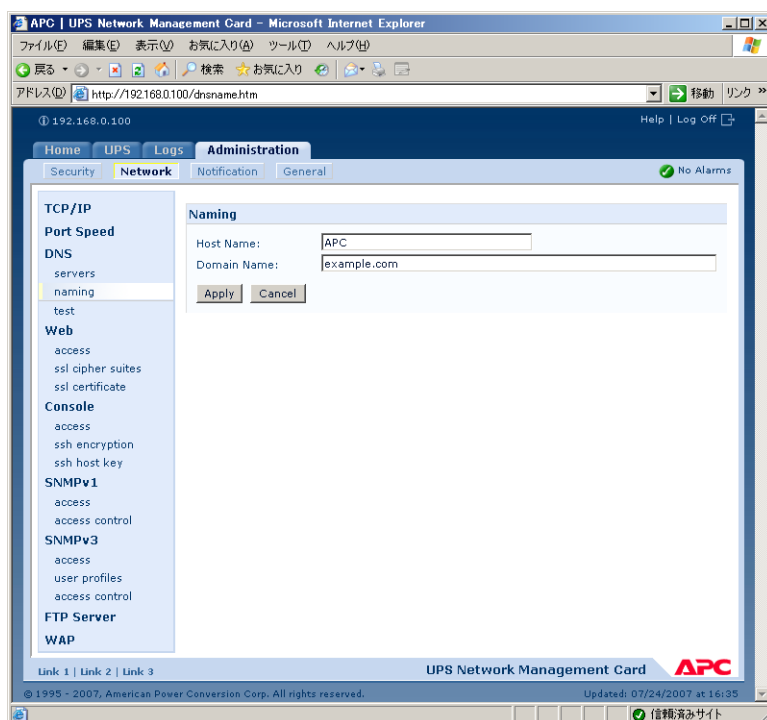 APC | UPS Network Management Card - Microsoft Internet Explorer
ファイル(F) 編集(E) 表示(V) お気に入り(A) ツール(T) ヘルプ(H)
戻る 検索 お気に入り
アドレス(D) http://192.168.0.100/dnsname.htm 移動 リンク »
192.168.0.100 Help | Log Off
Home UPS Logs Administration
Security Network Notification General No Alarms
TCP/IP
Port Speed
DNS
servers
naming
test
Web
access
ssl cipher suites
ssl certificate
Console
access
ssh encryption
ssh host key
SNMPv1
access
access control
SNMPv3
access
user profiles
access control
FTP Server
WAP
Naming
Host Name: APC
Domain Name: example.com
Apply Cancel
Link 1 | Link 2 | Link 3 UPS Network Management Card APC
© 1995 - 2007, American Power Conversion Corp. All rights reserved. Updated: 07/24/2007 at 16:35
信頼済みサイト